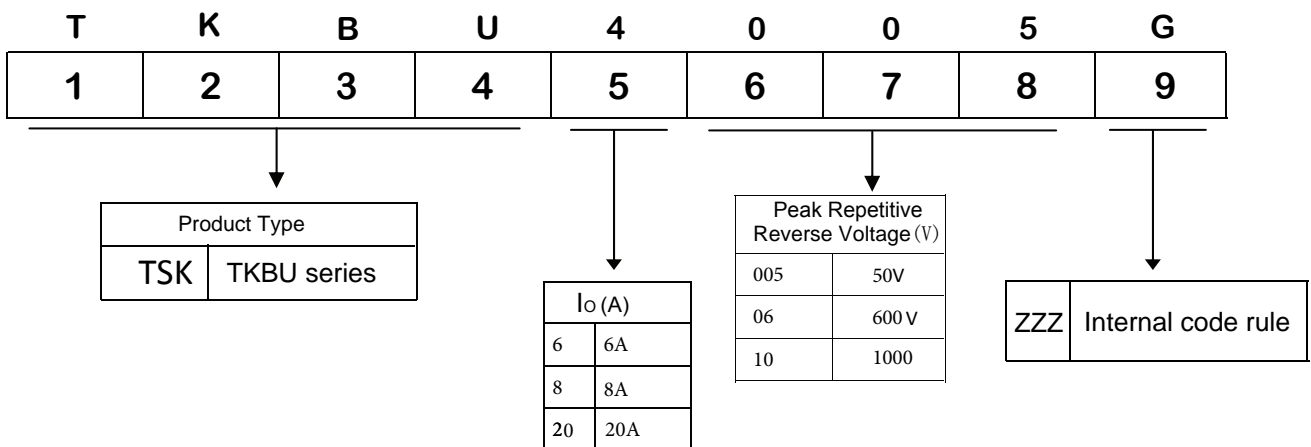 T K B U 4 0 0 5 G
1 2 3 4 5 6 7 8 9
Product Type
TSK TKBU series
Io (A)
6 6A
8 8A
20 20A
Peak Repetitive
Reverse Voltage (V)
005 50V
06 600V
10 1000
ZZZ Internal code rule